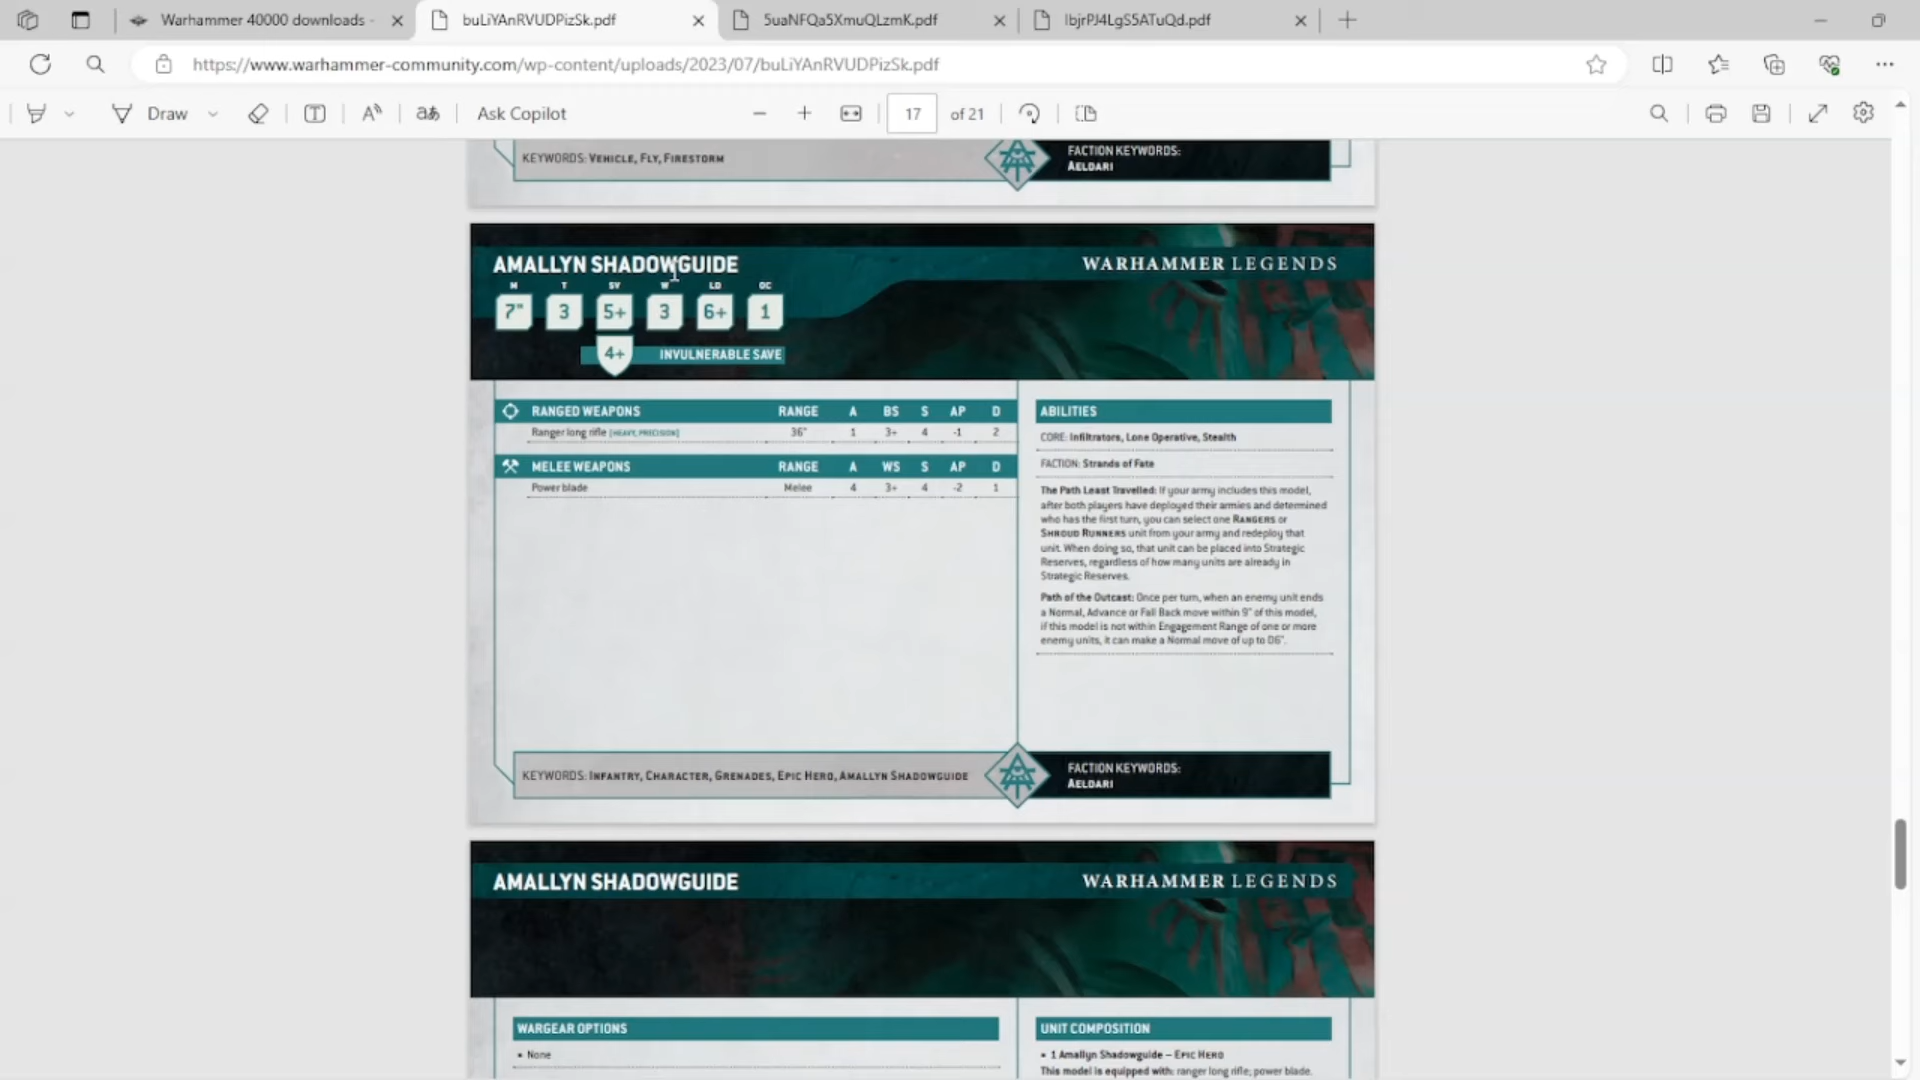 Warhammer 40000 downloads -
buLiYAnRVUDPizSk.pdf
5uaNFQa5XmuQLzmK.pdf
lbjrPJ4LgS5ATuQd.pdf
https://www.warhammer-community.com/wp-content/uploads/2023/07/buLiYAnRVUDPizSk.pdf
Draw
Ask Copilot
17
of 21
KEYWORDS: VEHICLE, FLY, FIRESTORM
FACTION KEYWORDS:
AELDARI
AMALLYN SHADOWGUIDE
WARHAMMER LEGENDS
M T SV W LD OC
7" 3 5+ 3 6+ 1
4+ INVULNERABLE SAVE
RANGED WEAPONS RANGE A BS S AP D
Ranger long rifle [HEAVY, PRECISION] 36" 1 3+ 4 -1 2
MELEE WEAPONS RANGE A WS S AP D
Power blade Melee 4 3+ 4 -2 1
ABILITIES
CORE: Infiltrators, Lone Operative, Stealth
FACTION: Strands of Fate
The Path Least Travelled: If your army includes this model,
after both players have deployed their armies and determined
who has the first turn, you can select one RANGERS or
SHROUD RUNNERS unit from your army and redeploy that
unit. When doing so, that unit can be placed into Strategic
Reserves, regardless of how many units are already in
Strategic Reserves.
Path of the Outcast: Once per turn, when an enemy unit ends
a Normal, Advance or Fall Back move within 9" of this model,
if this model is not within Engagement Range of one or more
enemy units, it can make a Normal move of up to D6".
KEYWORDS: INFANTRY, CHARACTER, GRENADES, EPIC HERO, AMALLYN SHADOWGUIDE
FACTION KEYWORDS:
AELDARI
AMALLYN SHADOWGUIDE
WARHAMMER LEGENDS
WARGEAR OPTIONS
▪ None
UNIT COMPOSITION
▪ 1 Amallyn Shadowguide – EPIC HERO
This model is equipped with: ranger long rifle; power blade.